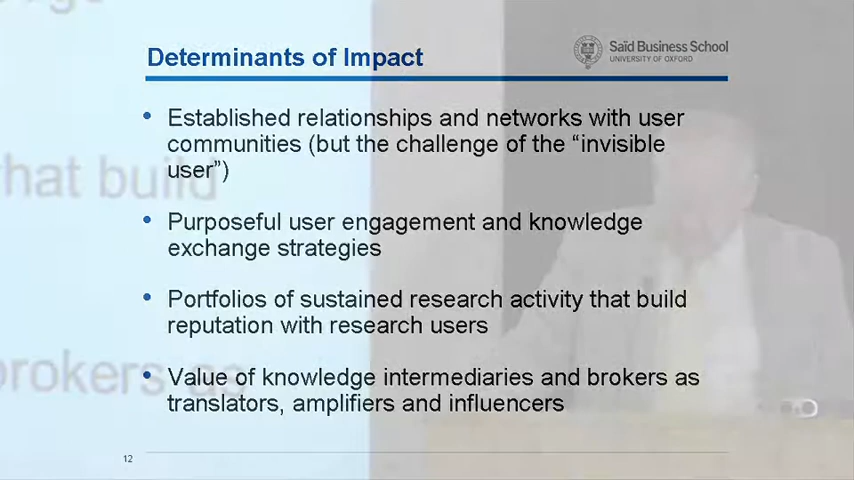 Determinants of Impact
Saïd Business School
UNIVERSITY OF OXFORD
• Established relationships and networks with user
communities (but the challenge of the “invisible
user”)
• Purposeful user engagement and knowledge
exchange strategies
• Portfolios of sustained research activity that build
reputation with research users
• Value of knowledge intermediaries and brokers as
translators, amplifiers and influencers
12
hat build
brokers as